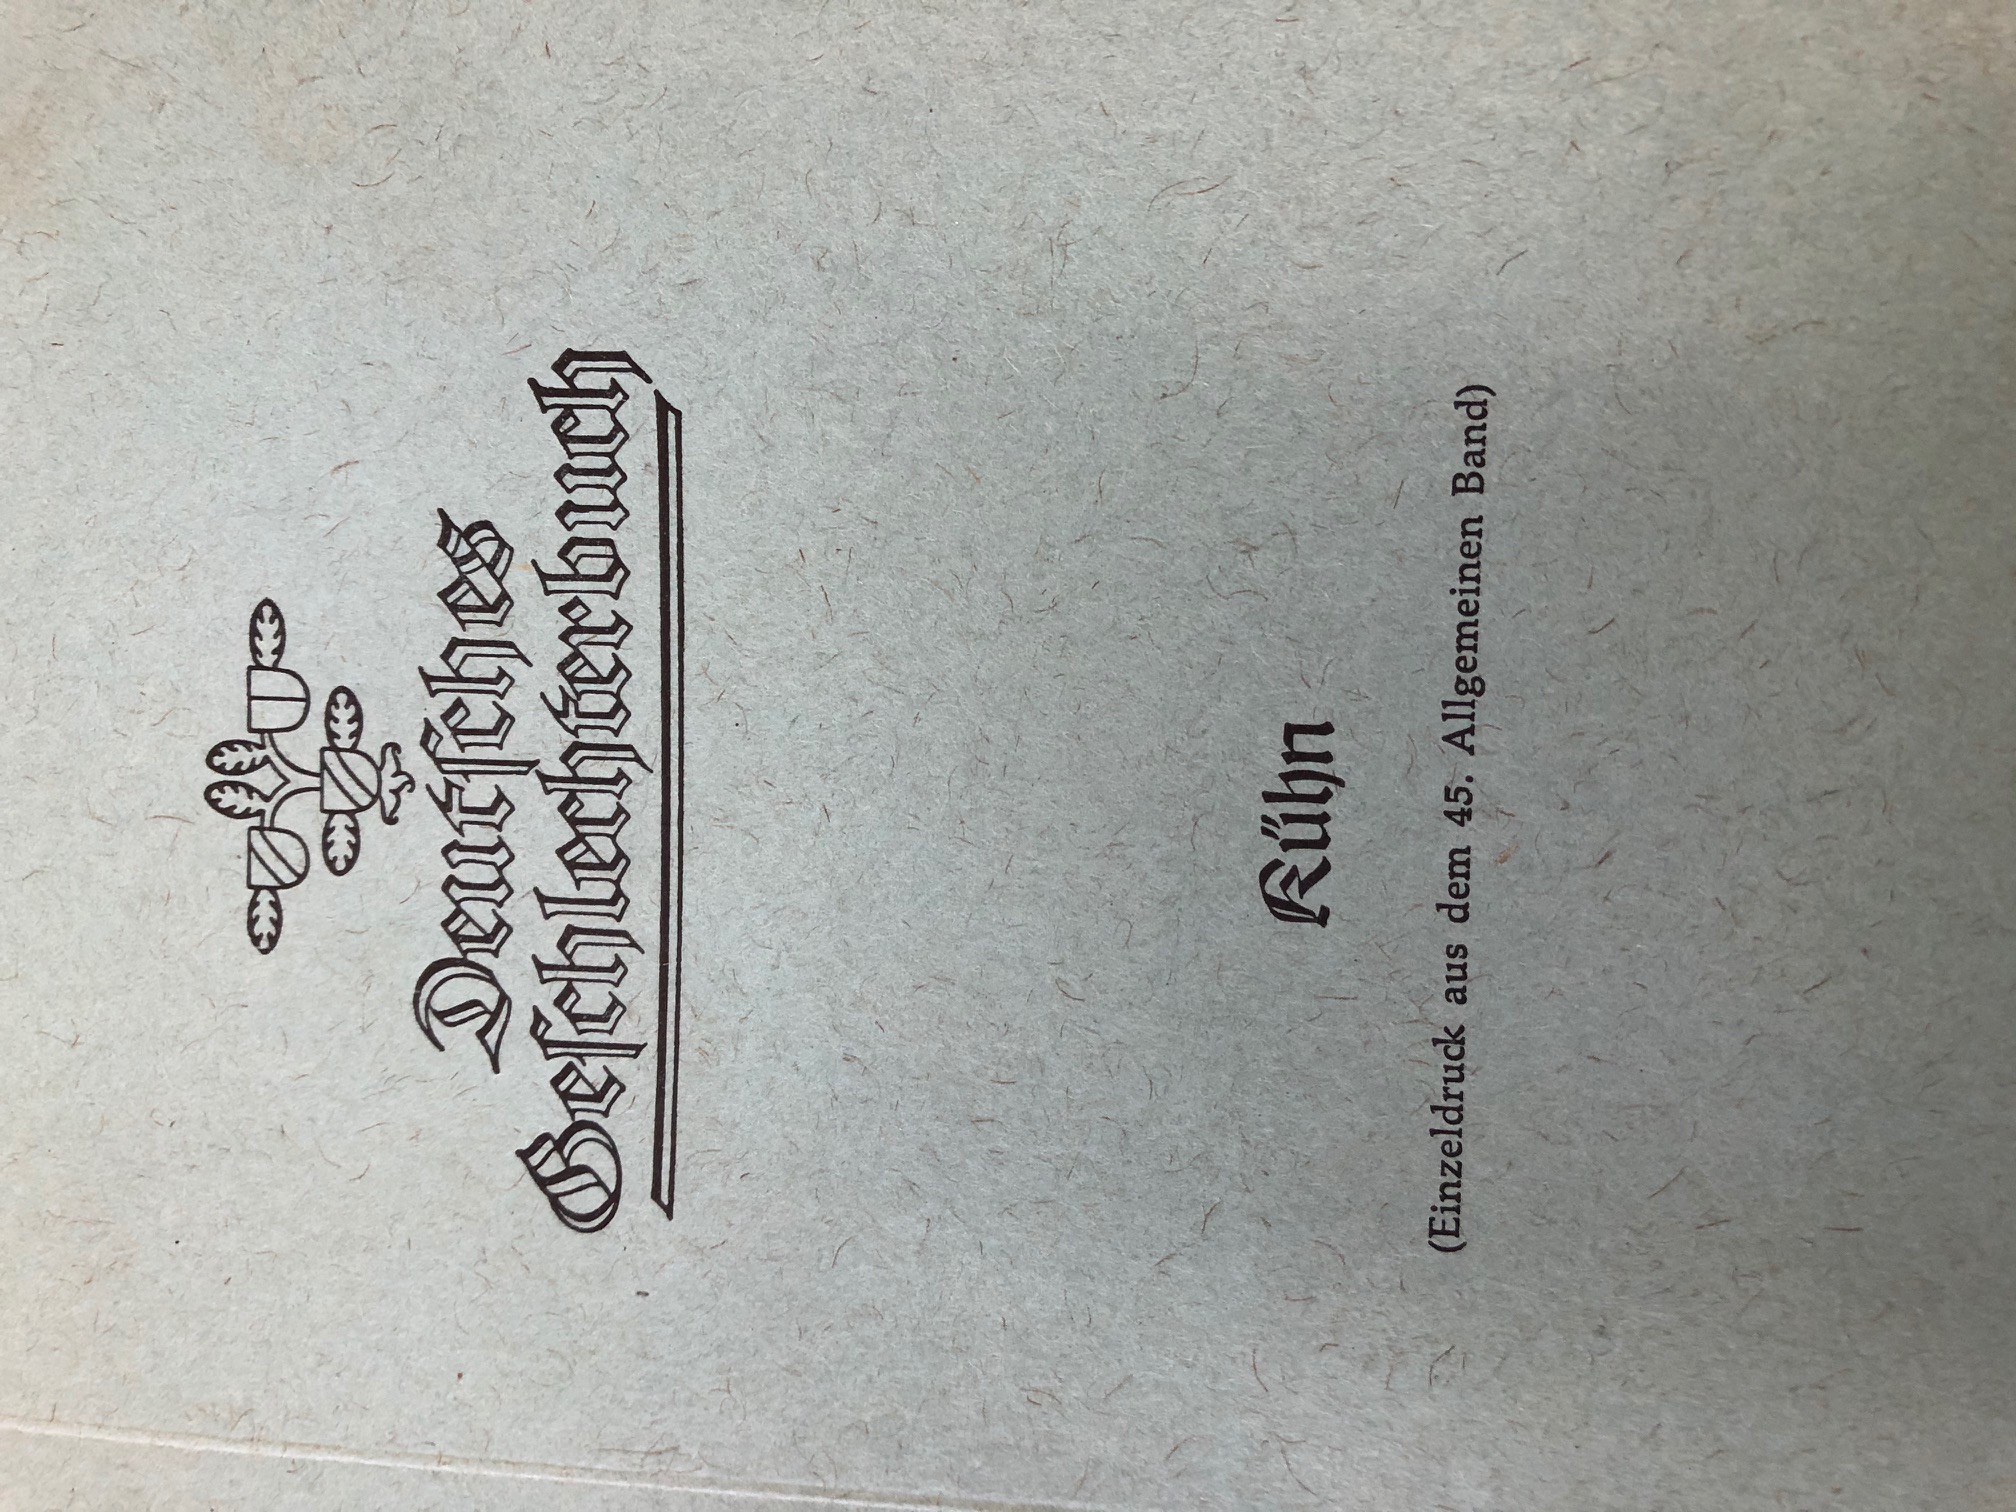 Deutſches
Geſchlechterbuch
Kühn
(Einzeldruck aus dem 45. Allgemeinen Band)